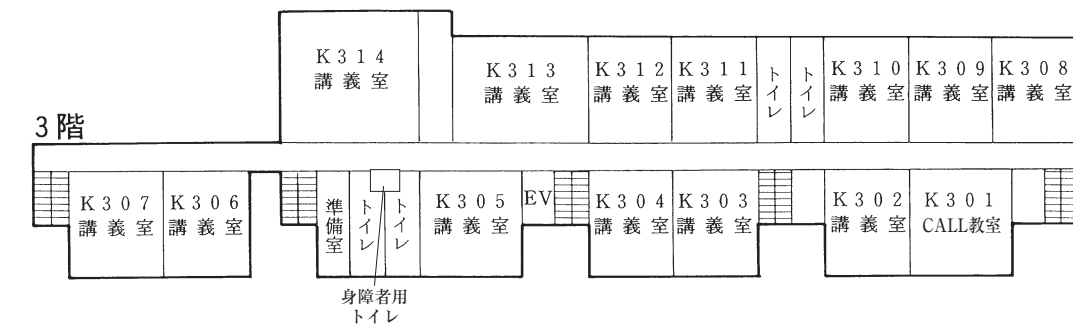 K314
講義室
K313
講義室
K312
講義室
K311
講義室
トイレ
トイレ
K310
講義室
K309
講義室
K308
講義室
3階
K307
講義室
K306
講義室
準備室
トイレ
トイレ
K305
講義室
EV
K304
講義室
K303
講義室
K302
講義室
K301
CALL教室
身障者用
トイレ